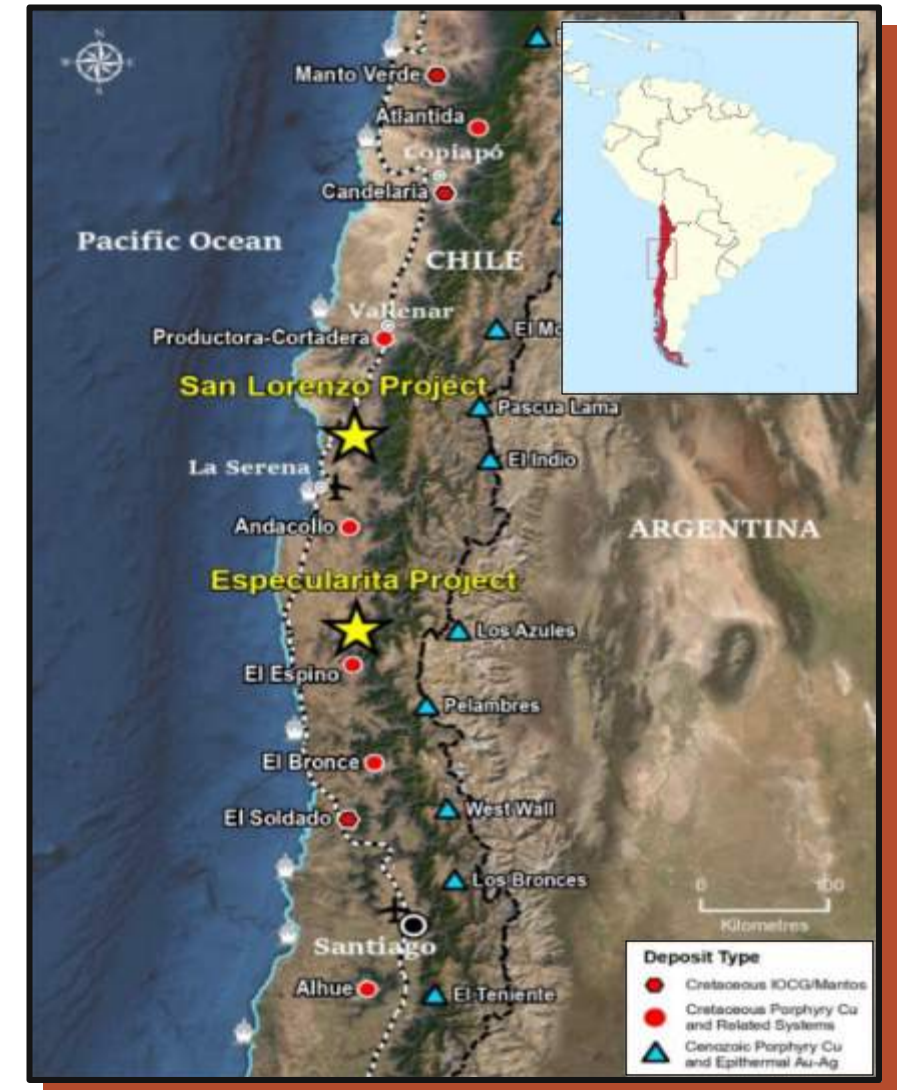 N
Manto Verde
Atlantida
Copiapó
Candelaria
Pacific Ocean
CHILE
Vallenar
Productora-Cortadera
El Mo
San Lorenzo Project
Pascua Lama
La Serena
El Indio
Andacollo
ARGENTINA
Especularita Project
Los Azules
El Espino
Pelambres
El Bronce
West Wall
El Soldado
Los Bronces
0 100
Kilometres
Santiago
Alhue
El Teniente
Deposit Type
Cretaceous IOCG/Mantos
Cretaceous Porphyry Cu
and Related Systems
Cenozoic Porphyry Cu
and Epithermal Au-Ag